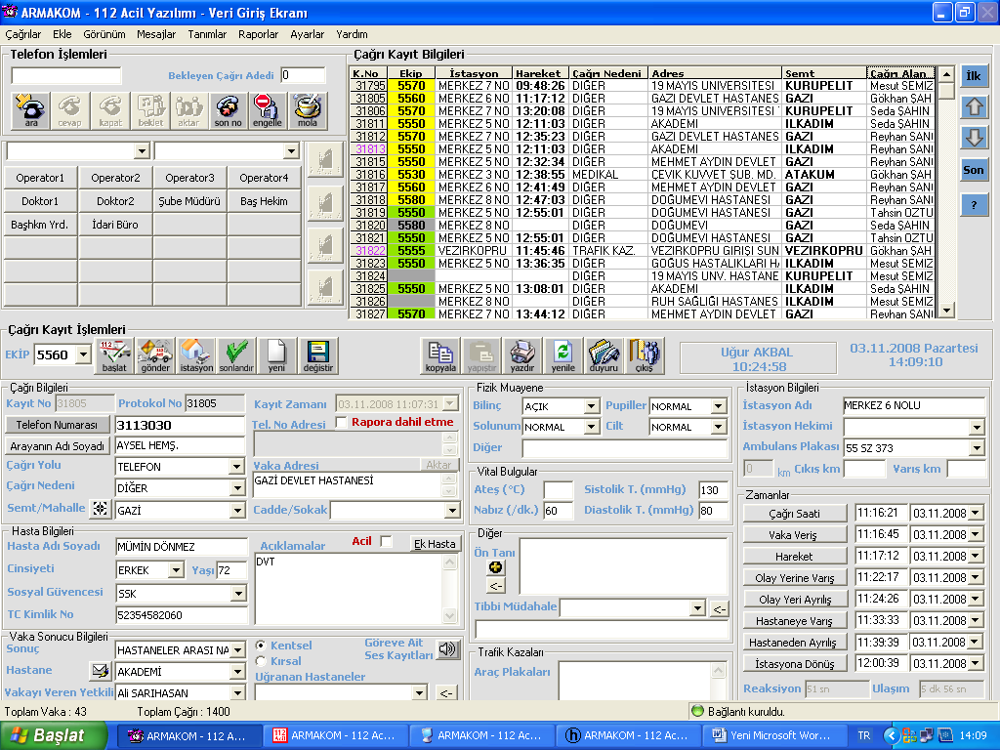 ARMAKOM - 112 Acil Yazılımı - Veri Giriş Ekranı
Çağrılar Ekle Görünüm Mesajlar Tanımlar Raporlar Ayarlar Yardım
Telefon İşlemleri
Bekleyen Çağrı Adedi 0
ara cevap kapat beklet aktar son no engelle mola
Operator1 Operator2 Operator3 Operator4
Doktor1 Doktor2 Şube Müdürü Baş Hekim
Başhkm Yrd. İdari Büro
Çağrı Kayıt Bilgileri
K.No Ekip İstasyon Hareket Çağrı Nedeni Adres Semt Çağrı Alan
31795 5570 MERKEZ 7 NO 09:48:26 DİĞER 19 MAYIS UNIVERSITESI KURUPELIT Mesut SEMIZ
31805 5560 MERKEZ 6 NO 11:17:12 DİĞER GAZI DEVLET HASTANES GAZI Gökhan ŞAH
31806 5570 MERKEZ 7 NO 13:20:08 DİĞER 19 MAYIS UNIVERSITESI KURUPELIT Seda ŞAHIN
31811 5550 MERKEZ 5 NO 12:11:03 DİĞER AKADEMI ILKADIM Seda ŞAHIN
31812 5570 MERKEZ 7 NO 12:35:23 DİĞER GAZI DEVLET HASTANES GAZI Reyhan SAN
31813 5550 MERKEZ 5 NO 12:11:03 DİĞER AKADEMI ILKADIM Reyhan SAN
31815 5550 MERKEZ 5 NO 12:32:34 DİĞER MEHMET AYDIN DEVLET GAZI Reyhan SAN
31816 5530 MERKEZ 3 NO 12:38:55 MEDIKAL ÇEVIK KUVVET ŞUB. MD. ATAKUM Gökhan ŞAH
31817 5560 MERKEZ 6 NO 12:41:49 DİĞER MEHMET AYDIN DEVLET GAZI Reyhan SAN
31818 5580 MERKEZ 8 NO 12:47:03 DİĞER DOĞUMEVI HASTANESI GAZI Reyhan SAN
31819 5550 MERKEZ 5 NO 12:55:01 DİĞER DOĞUMEVI HASTANESI GAZI Tahsin OZTU
31820 5580 MERKEZ 8 NO DİĞER DOĞUMEVI GAZI Seda ŞAHIN
31821 5550 MERKEZ 5 NO 12:55:01 DİĞER DOĞUMEVI HASTANESI GAZI Tahsin OZTU
31822 5555 VEZIRKOPRU 11:45:46 TRAFIK KAZ. VEZIRKOPRU GIRIŞI SUN VEZIRKOPRU Gökhan ŞAH
31823 5550 MERKEZ 5 NO 13:36:35 DİĞER GOĞUS HASTALIKLARI HA ILKADIM Mesut SEMIZ
31824 DİĞER 19 MAYIS UNV. HASTANE KURUPELIT Mesut SEMIZ
31825 5550 MERKEZ 5 NO 13:08:01 DİĞER AKADEMI ILKADIM Seda ŞAHIN
31826 MERKEZ 8 NO DİĞER RUH SAĞLIĞI HASTANES ILKADIM Mesut SEMIZ
31827 5570 MERKEZ 7 NO 13:44:12 DİĞER MEHMET AYDIN DEVLET GAZI Reyhan SAN
İlk
Son
?
Çağrı Kayıt İşlemleri
EKİP 5560 başlat gönder istasyon sonlandır yeni değiştir kopyala yapıştır yazdır yenile duyuru çıkış
Uğur AKBAL
10:24:58
03.11.2008 Pazartesi
14:09:10
Çağrı Bilgileri
Kayıt No 31805 Protokol No 31805 Kayıt Zamanı 03.11.2008 11:07:31
Telefon Numarası 3113030 Tel. No Adresi Rapora dahil etme
Arayanın Adı Soyadı AYSEL HEMŞ.
Çağrı Yolu TELEFON Vaka Adresi Aktar
Çağrı Nedeni DİĞER GAZİ DEVLET HASTANESİ
Semt/Mahalle GAZİ Cadde/Sokak
Hasta Bilgileri
Hasta Adı Soyadı MÜMİN DÖNMEZ Açıklamalar Acil Ek Hasta
Cinsiyeti ERKEK Yaşı 72 DVT
Sosyal Güvencesi SSK
TC Kimlik No 52354582060
Vaka Sonucu Bilgileri
Sonuç HASTANELER ARASI NA Kentsel Göreve Ait Ses Kayıtları
Kırsal
Hastane AKADEMİ Uğranan Hastaneler
Vakayı Veren Yetkili Ali SARIHASAN <-
Fizik Muayene
Bilinç AÇIK Pupiller NORMAL
Solunum NORMAL Cilt NORMAL
Diğer
Vital Bulgular
Ateş (°C) Sistolik T. (mmHg) 130
Nabız (/dk.) 60 Diastolik T. (mmHg) 80
Diğer
Ön Tanı
<-
Tıbbi Müdahale <-
Trafik Kazaları
Araç Plakaları
İstasyon Bilgileri
İstasyon Adı MERKEZ 6 NOLU
İstasyon Hekimi
Ambulans Plakası 55 SZ 373
0 km Çıkış km Varış km
Zamanlar
Çağrı Saati 11:16:21 03.11.2008
Vaka Veriş 11:16:45 03.11.2008
Hareket 11:17:12 03.11.2008
Olay Yerine Varış 11:22:17 03.11.2008
Olay Yeri Ayrılış 11:24:26 03.11.2008
Hastaneye Varış 11:33:33 03.11.2008
Hastaneden Ayrılış 11:39:39 03.11.2008
İstasyona Dönüş 12:00:39 03.11.2008
Reaksiyon 51 sn Ulaşım 5 dk 56 sn
Toplam Vaka : 43 Toplam Çağrı : 1400 Bağlantı kuruldu.
Başlat ARMAKOM - 112 A... ARMAKOM - 112 Ac... ARMAKOM - 112 Ac... ARMAKOM - 112 Ac... Yeni Microsoft Wor... TR 14:09